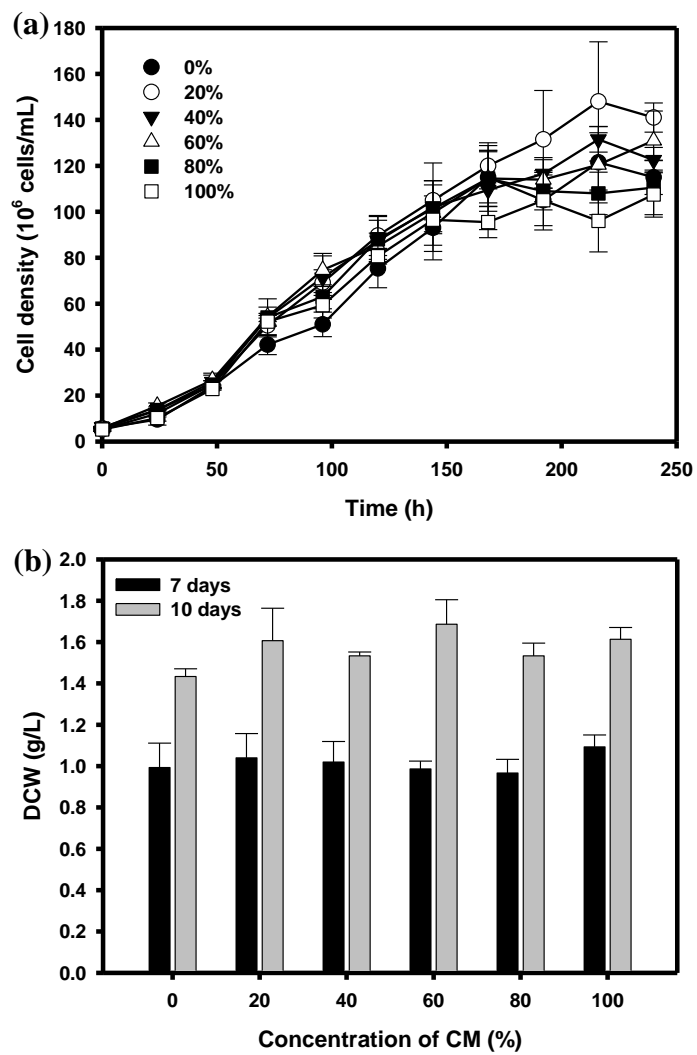 (a)
180
160
140
120
100
80
60
40
20
0
Cell density (10⁶ cells/mL)
0%
20%
40%
60%
80%
100%
0 50 100 150 200 250
Time (h)
(b)
2.0
1.8
1.6
1.4
1.2
1.0
0.8
0.6
0.4
0.2
0.0
DCW (g/L)
7 days
10 days
0 20 40 60 80 100
Concentration of CM (%)